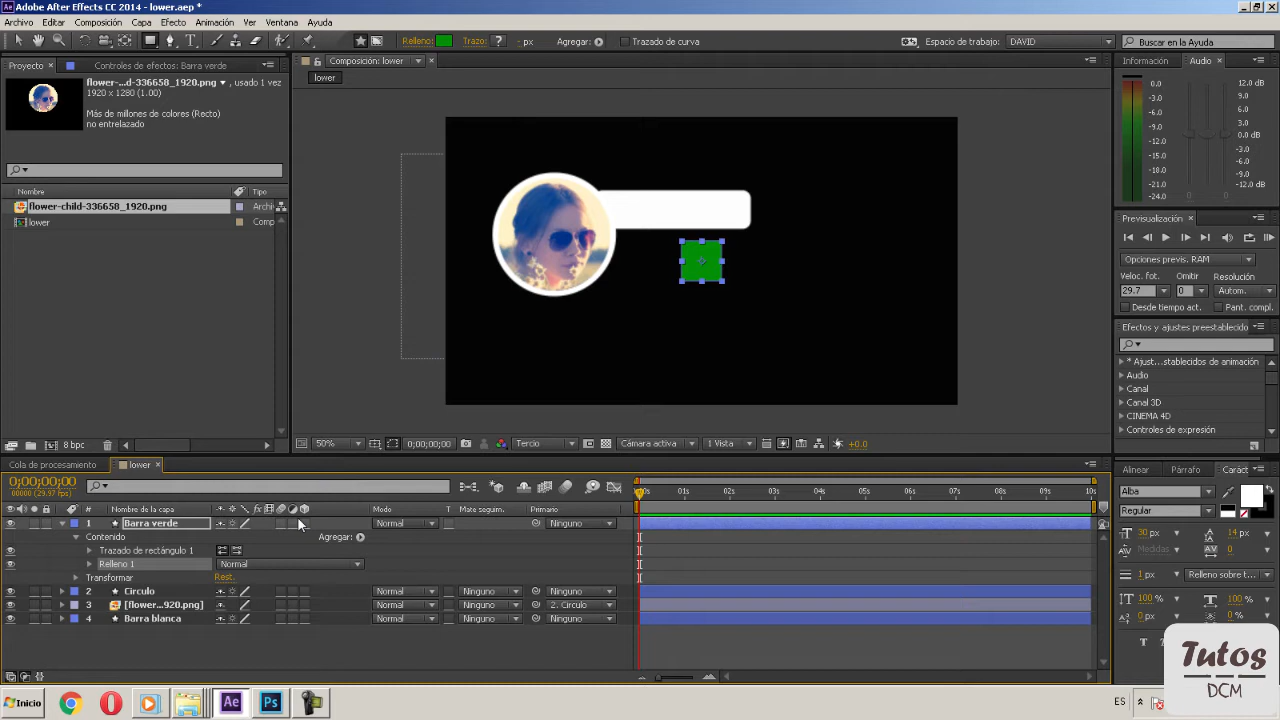 Adobe After Effects CC 2014 - lower.aep *
Archivo Editar Composición Capa Efecto Animación Ver Ventana Ayuda
Relleno: Trazo: ? - px Agregar: Trazado de curva Espacio de trabajo: DAVID Buscar en la Ayuda
Proyecto Controles de efectos: Barra verde
flower-...d-336658_1920.png , usado 1 vez
1920 x 1280 (1.00)
Más de millones de colores (Recto)
no entrelazado
Nombre Tipo
flower-child-336658_1920.png Archi
lower Comp
8 bpc
Composición: lower
lower
50% 0;00;00;00 Tercio Cámara activa 1 Vista +0.0
Información Audio
0.0 12.0 dB
-3.0 9.0
-6.0 6.0
-9.0 3.0
-12.0 0.0 dB
-15.0 -3.0
-18.0 -6.0
-21.0 -9.0
-24.0 -12.0 dB
Previsualización
Opciones previs. RAM
Veloc. fot. Omitir Resolución
29.7 0 Autom.
Desde tiempo act. Pant. compl.
Efectos y ajustes preestablecido
* Ajust...stablecidos de animación
Audio
Canal
Canal 3D
CINEMA 4D
Controles de expresión
Alinear Párrafo Caráct
Alba
Regular
30 px 14 px
Medidas 0
1 px Relleno sobre t...
100 % 100 %
0 px 0 %
T
Cola de procesamiento lower
0;00;00;00
00000 (29.97 fps)
# Nombre de la capa Modo T Mate seguim. Primario
1 Barra verde Normal Ninguno
Contenido Agregar:
Trazado de rectángulo 1
Relleno 1 Normal
Transformar Rest.
2 Circulo Normal Ninguno Ninguno
3 [flower...920.png] Normal Ninguno 2. Circulo
4 Barra blanca Normal Ninguno Ninguno
01s 02s 03s 04s 05s 06s 07s 08s 09s 10s
Tutos
DCM
Inicio Ae Ps ES